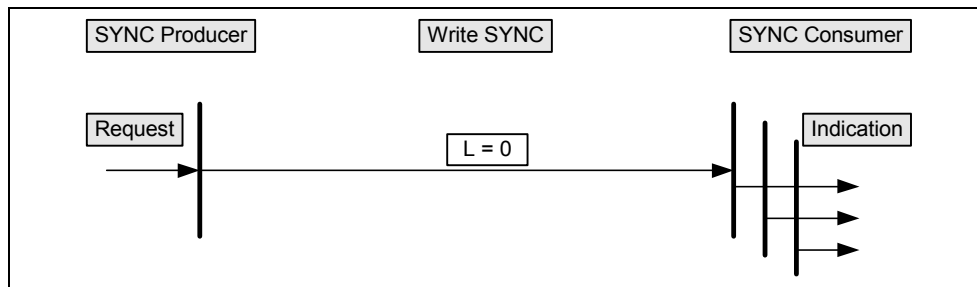 SYNC Producer
Write SYNC
SYNC Consumer
Request
L = 0
Indication